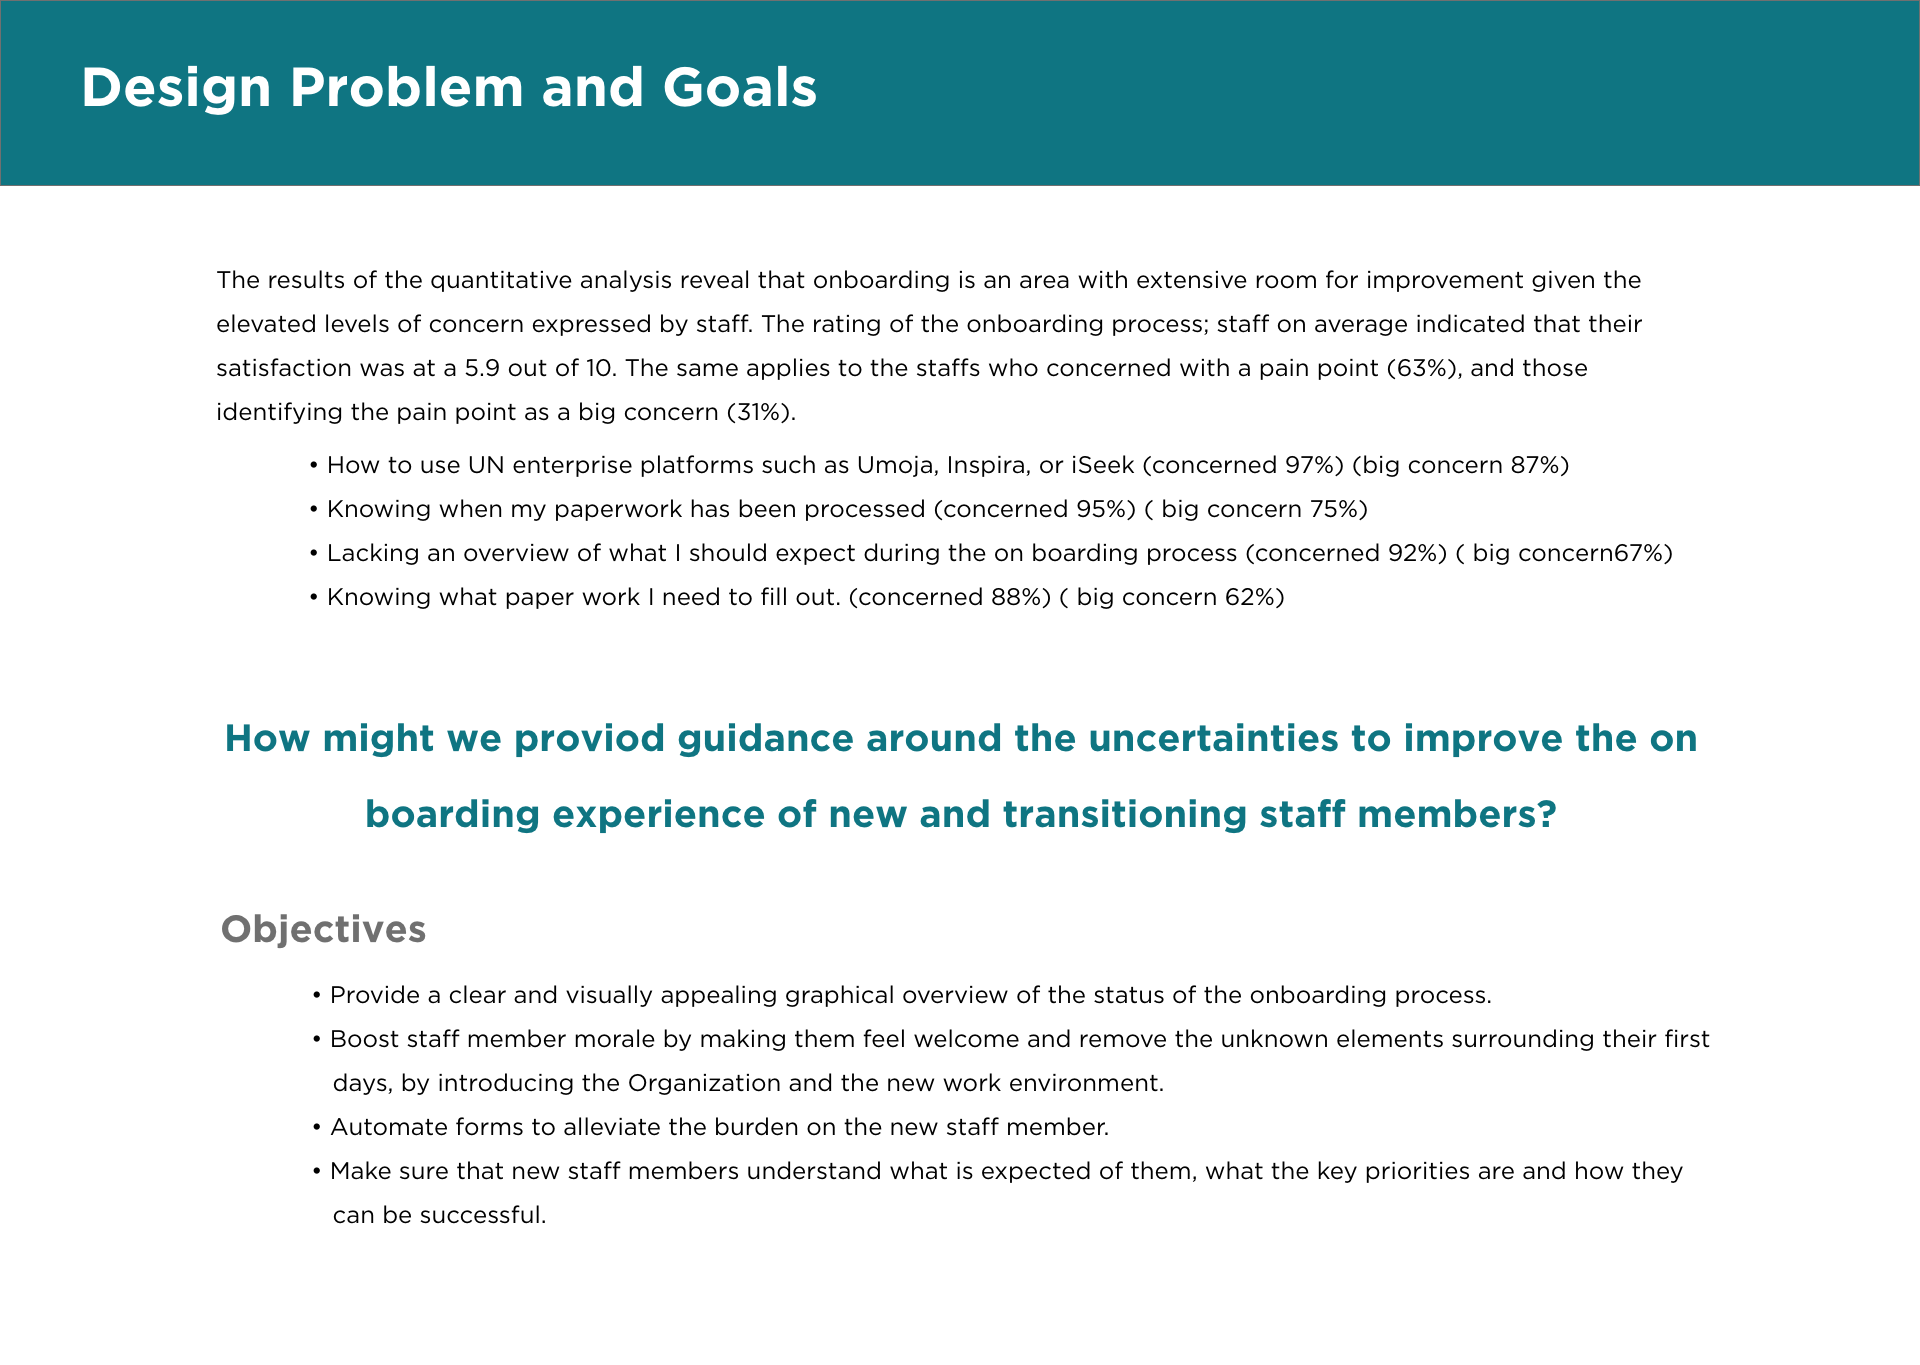 Design Problem and Goals
The results of the quantitative analysis reveal that onboarding is an area with extensive room for improvement given the
elevated levels of concern expressed by staff. The rating of the onboarding process; staff on average indicated that their
satisfaction was at a 5.9 out of 10. The same applies to the staffs who concerned with a pain point (63%), and those
identifying the pain point as a big concern (31%).
• How to use UN enterprise platforms such as Umoja, Inspira, or iSeek (concerned 97%) (big concern 87%)
• Knowing when my paperwork has been processed (concerned 95%) ( big concern 75%)
• Lacking an overview of what I should expect during the on boarding process (concerned 92%) ( big concern67%)
• Knowing what paper work I need to fill out. (concerned 88%) ( big concern 62%)
How might we proviod guidance around the uncertainties to improve the on
boarding experience of new and transitioning staff members?
Objectives
• Provide a clear and visually appealing graphical overview of the status of the onboarding process.
• Boost staff member morale by making them feel welcome and remove the unknown elements surrounding their first
days, by introducing the Organization and the new work environment.
• Automate forms to alleviate the burden on the new staff member.
• Make sure that new staff members understand what is expected of them, what the key priorities are and how they
can be successful.